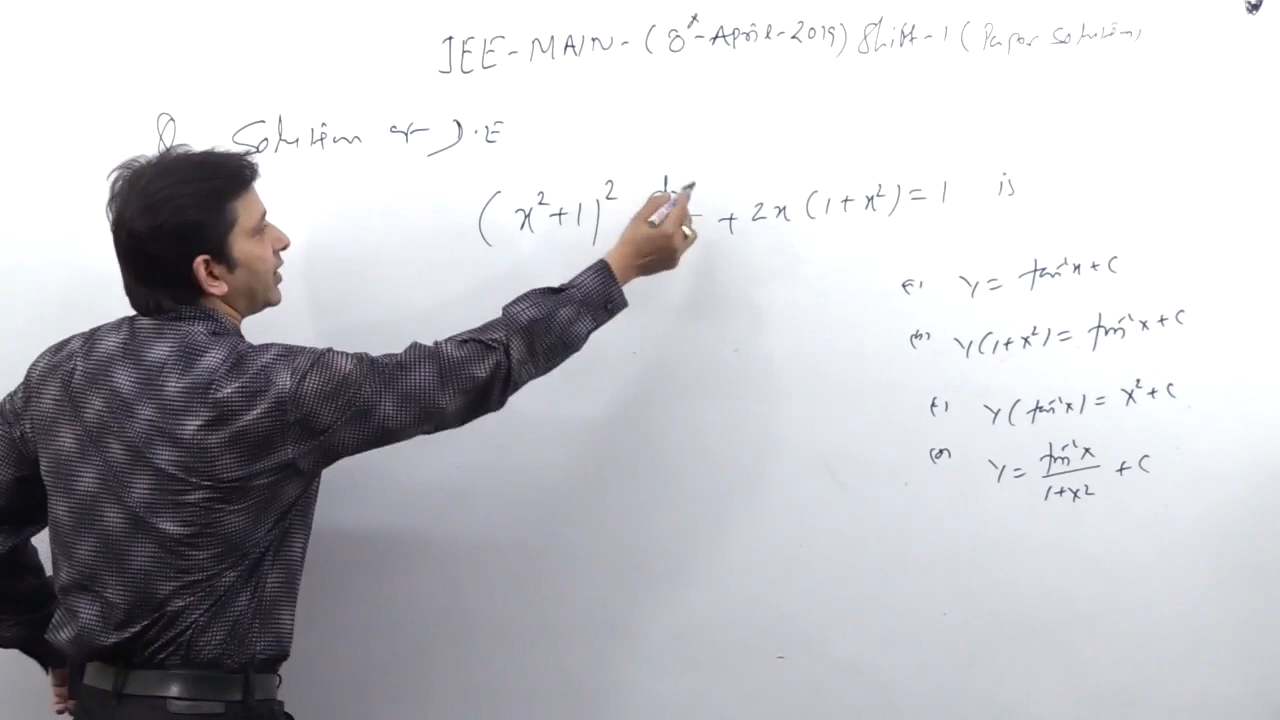 JEE-MAIN-(8-April-2019) Shift-1 (Paper solution)
Q Solution of D.E
(x²+1)² + 2x (1+x²) = 1 is
y = tan⁻¹x + C
(b) y(1+x²) = tan⁻¹x + C
(c) y(tan⁻¹x) = x² + C
(d) y = tan⁻¹x / 1+x² + C